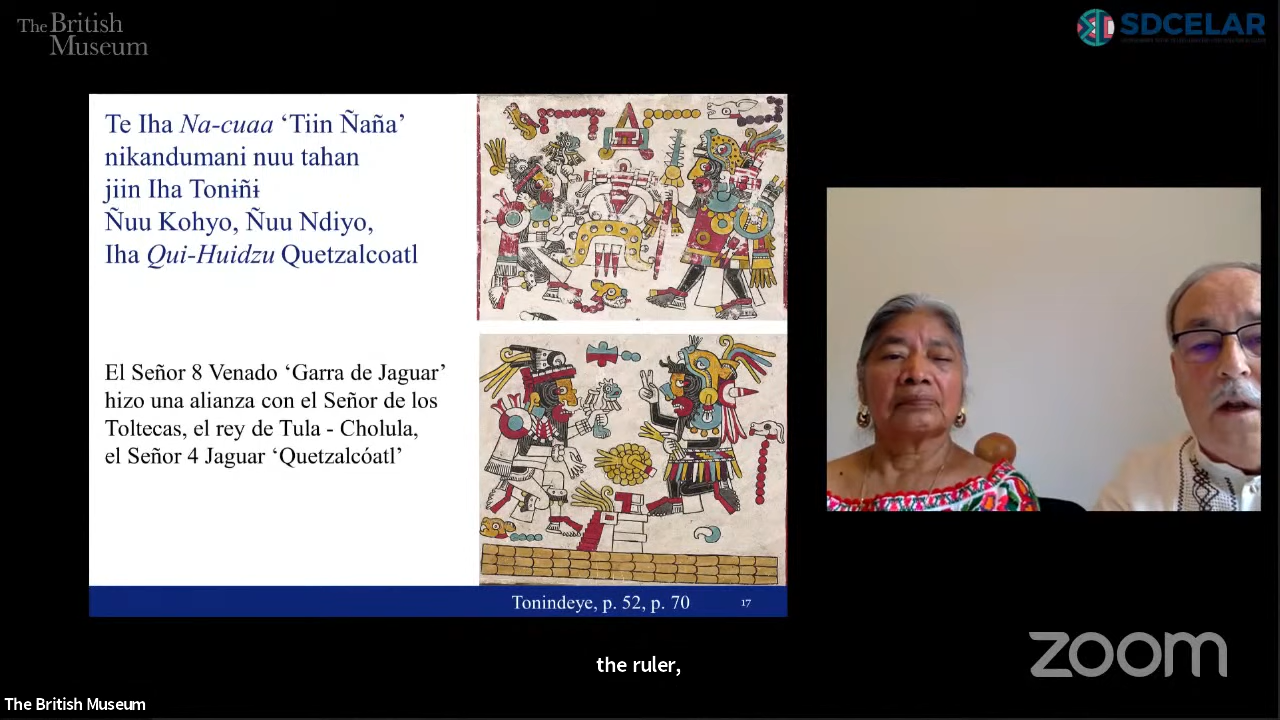 The British
Museum
SDCELAR
Te Iha Na-cuaa ‘Tiin Ñaña’
nikandumani nuu tahan
jiin Iha Toniñi
Ñuu Kohyo, Ñuu Ndiyo,
Iha Qui-Huidzu Quetzalcoatl
El Señor 8 Venado ‘Garra de Jaguar’
hizo una alianza con el Señor de los
Toltecas, el rey de Tula - Cholula,
el Señor 4 Jaguar ‘Quetzalcóatl’
Tonindeye, p. 52, p. 70
17
the ruler,
zoom
The British Museum